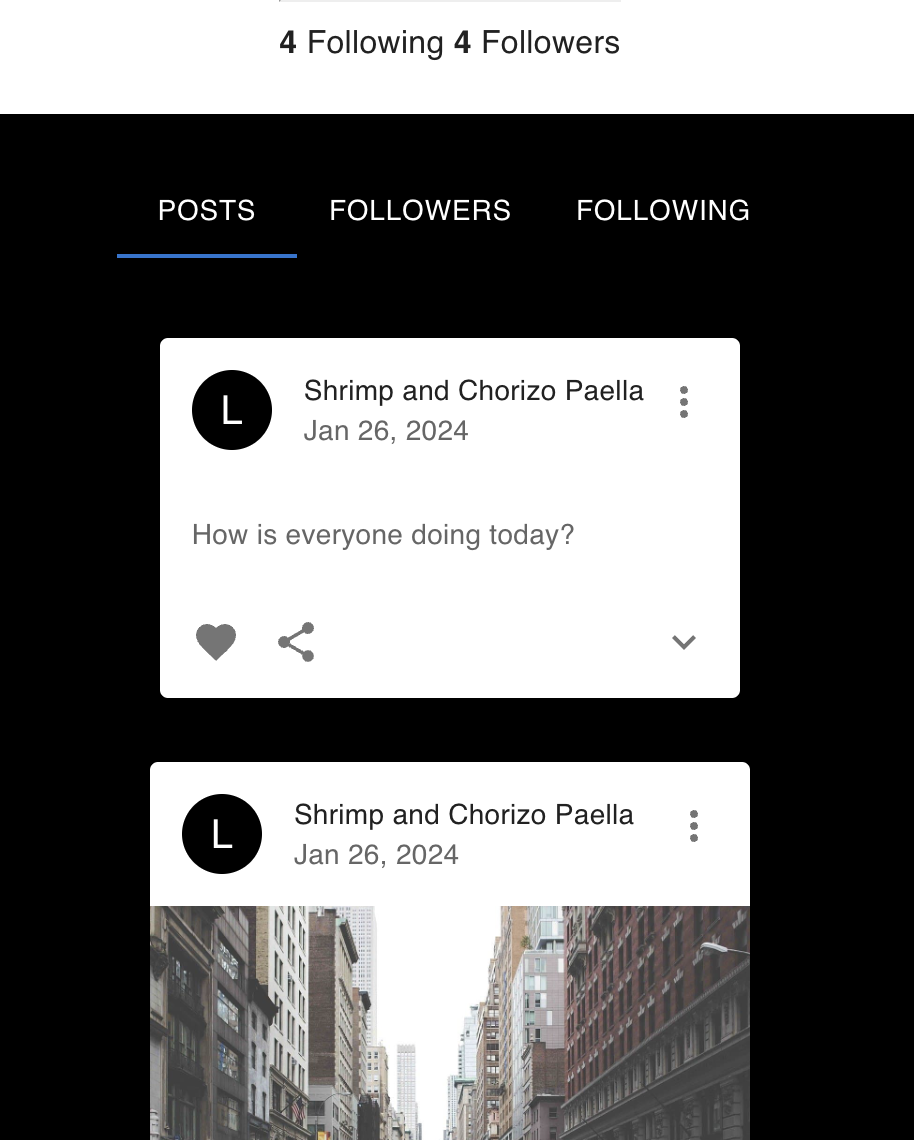 4 Following 4 Followers
POSTS FOLLOWERS FOLLOWING
L
Shrimp and Chorizo Paella
Jan 26, 2024
How is everyone doing today?
L
Shrimp and Chorizo Paella
Jan 26, 2024